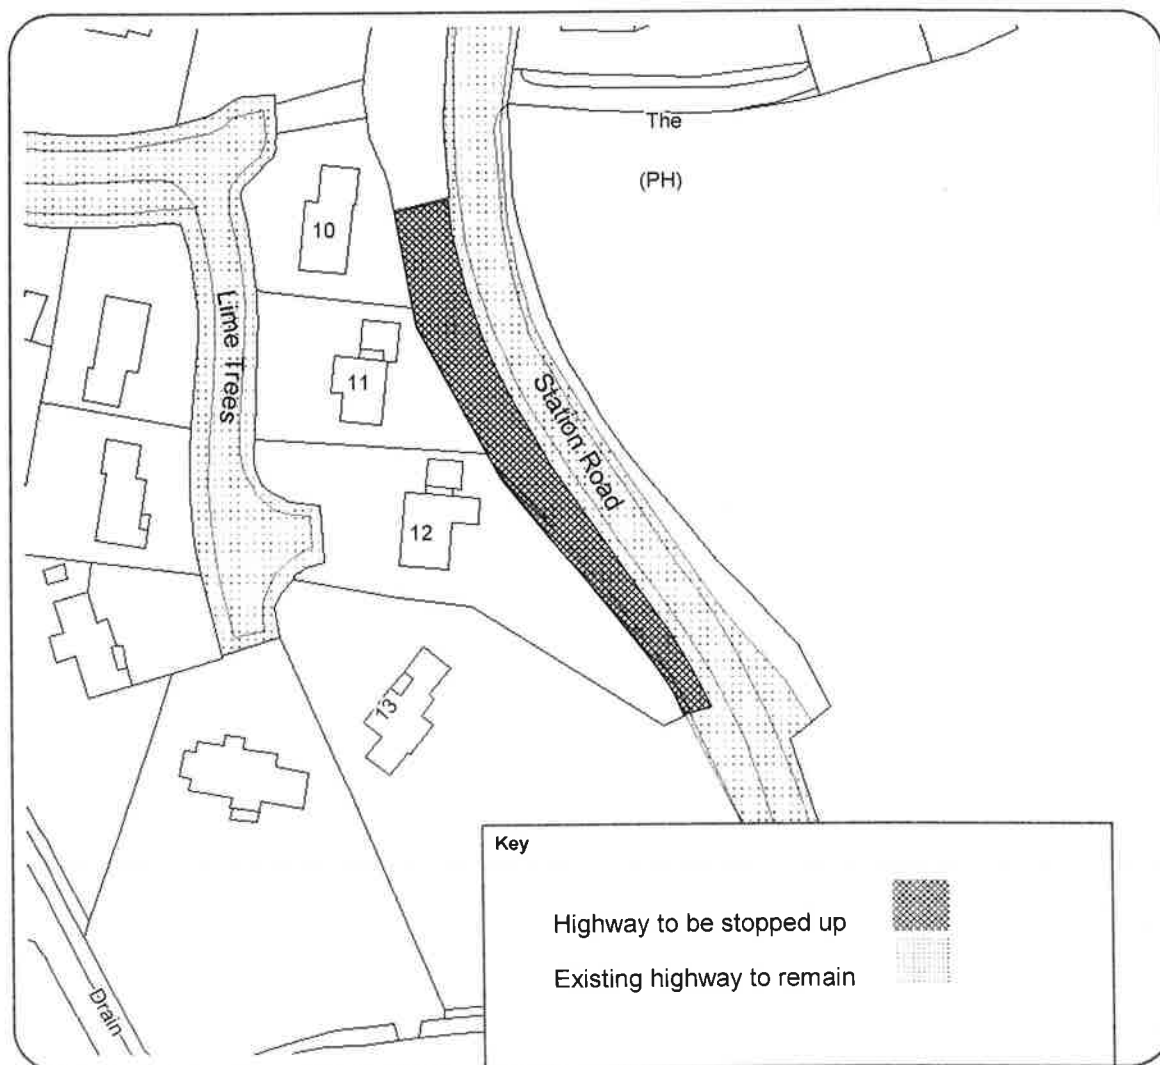 The
(PH)
10
Lime Trees
11
Station Road
12
13
Drain
Key
Highway to be stopped up
Existing highway to remain